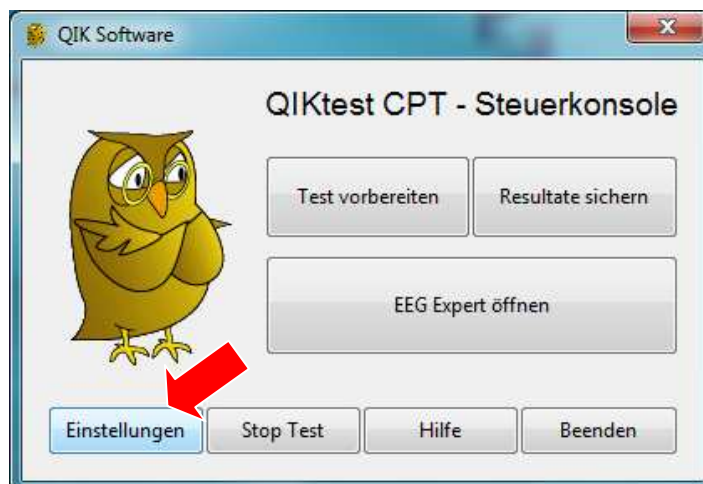 QIK Software
QIKtest CPT - Steuerkonsole
Test vorbereiten
Resultate sichern
EEG Expert öffnen
Einstellungen
Stop Test
Hilfe
Beenden